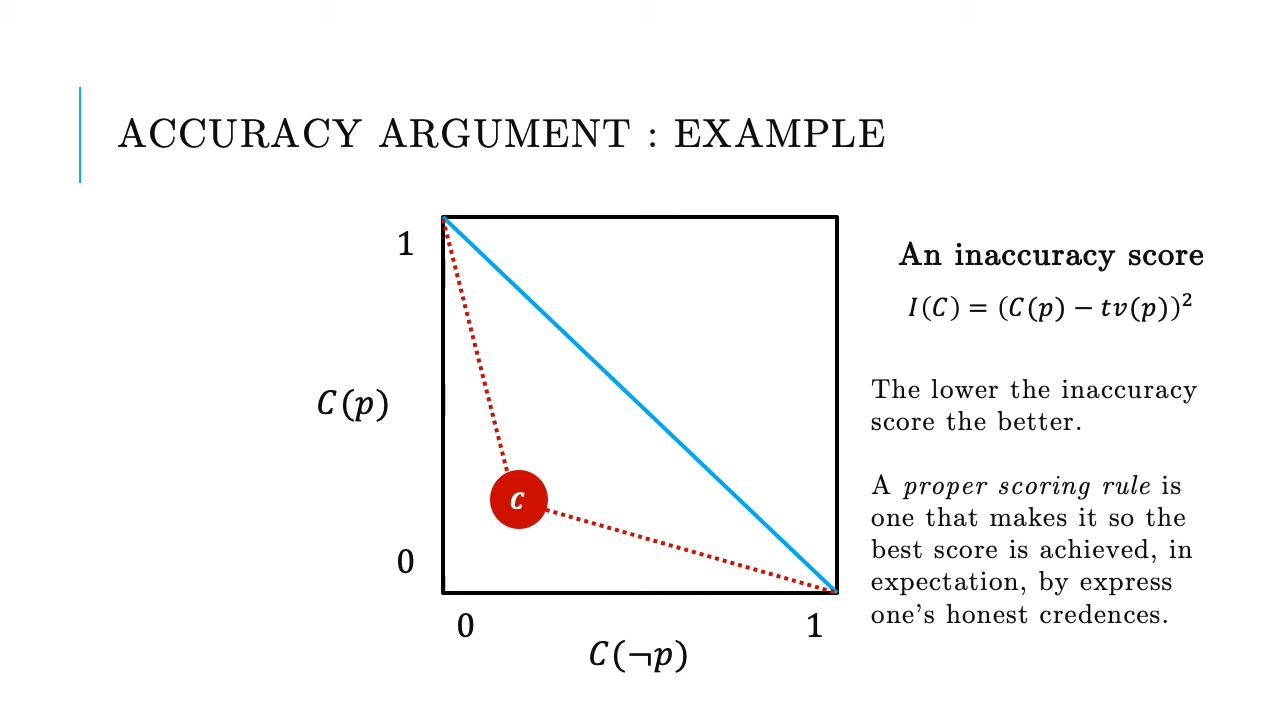 ACCURACY ARGUMENT : EXAMPLE
1
C(p)
0
C
0
1
C(¬p)
An inaccuracy score
I(C) = (C(p) − tv(p))²
The lower the inaccuracy
score the better.
A proper scoring rule is
one that makes it so the
best score is achieved, in
expectation, by express
one’s honest credences.